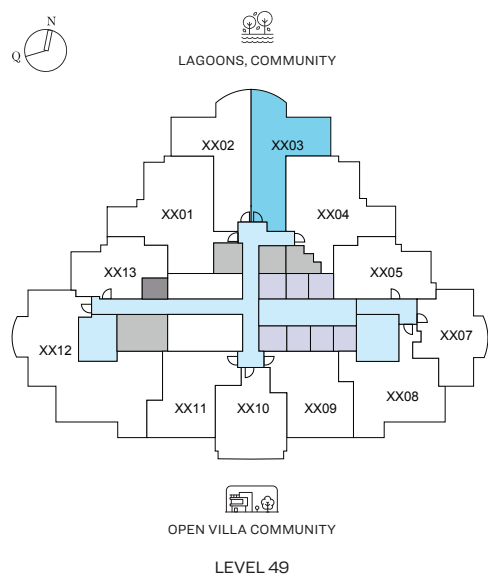 N
Q
LAGOONS, COMMUNITY
XX02
XX03
XX01
XX04
XX13
XX05
XX12
XX07
XX08
XX11
XX10
XX09
OPEN VILLA COMMUNITY
LEVEL 49